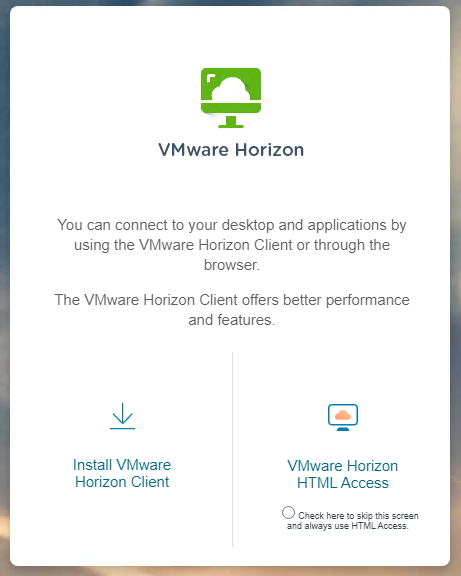 VMware Horizon
You can connect to your desktop and applications by
using the VMware Horizon Client or through the
browser.
The VMware Horizon Client offers better performance
and features.
Install VMware
Horizon Client
VMware Horizon
HTML Access
Check here to skip this screen
and always use HTML Access.